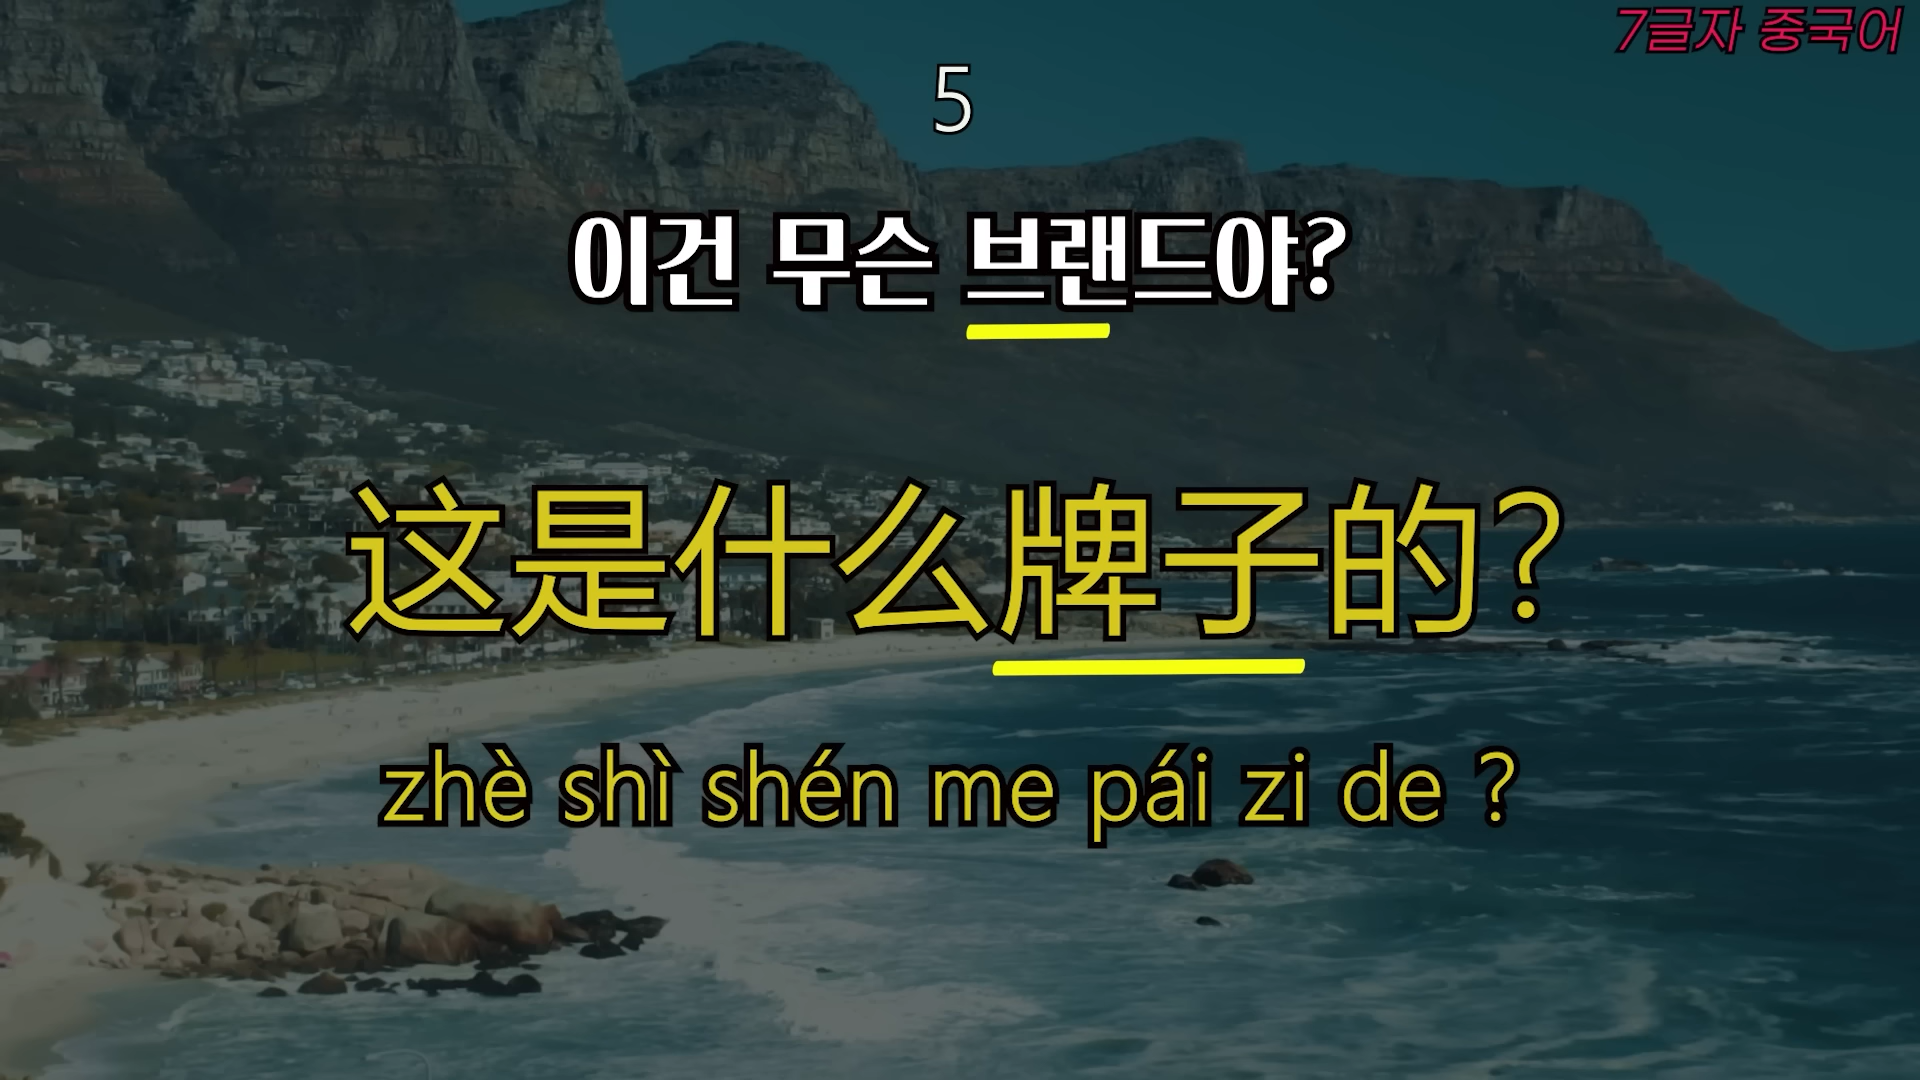 7글자 중국어
5
이건 무슨 브랜드야?
这是什么牌子的?
zhè shì shén me pái zi de ?